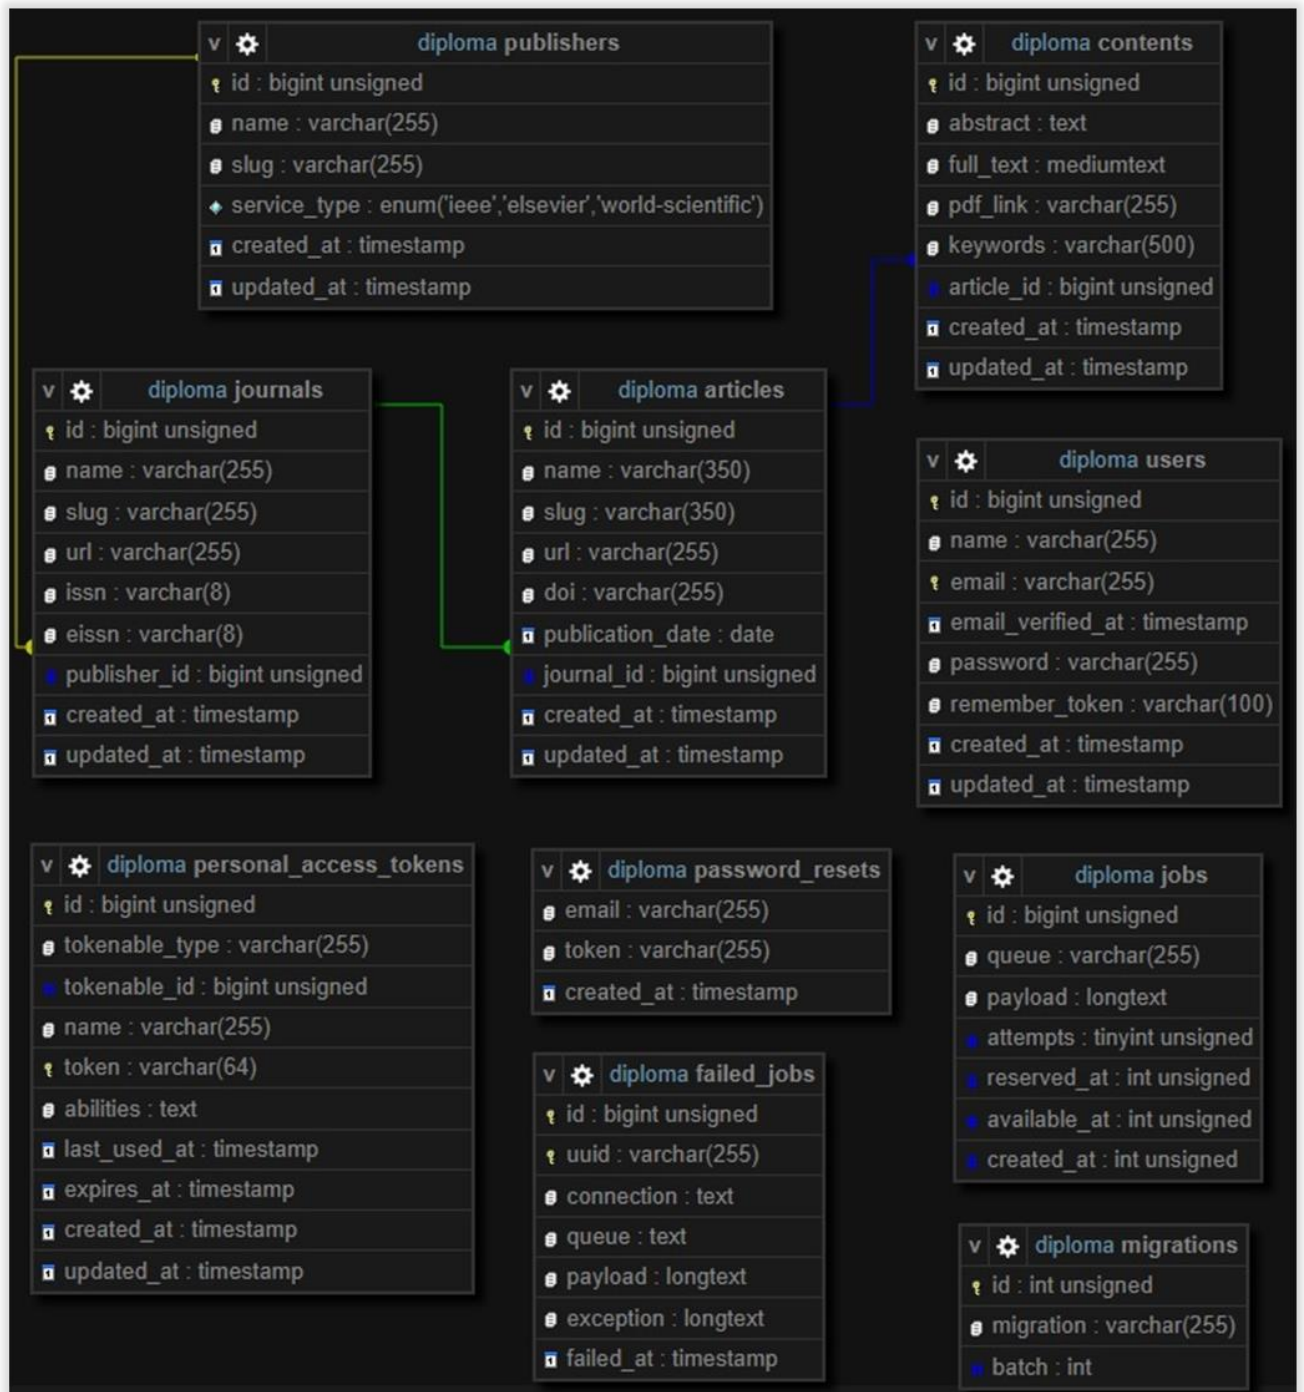 v diploma publishers
id : bigint unsigned
name : varchar(255)
slug : varchar(255)
service_type : enum('ieee','elsevier','world-scientific')
created_at : timestamp
updated_at : timestamp
v diploma contents
id : bigint unsigned
abstract : text
full_text : mediumtext
pdf_link : varchar(255)
keywords : varchar(500)
article_id : bigint unsigned
created_at : timestamp
updated_at : timestamp
v diploma journals
id : bigint unsigned
name : varchar(255)
slug : varchar(255)
url : varchar(255)
issn : varchar(8)
eissn : varchar(8)
publisher_id : bigint unsigned
created_at : timestamp
updated_at : timestamp
v diploma articles
id : bigint unsigned
name : varchar(350)
slug : varchar(350)
url : varchar(255)
doi : varchar(255)
publication_date : date
journal_id : bigint unsigned
created_at : timestamp
updated_at : timestamp
v diploma users
id : bigint unsigned
name : varchar(255)
email : varchar(255)
email_verified_at : timestamp
password : varchar(255)
remember_token : varchar(100)
created_at : timestamp
updated_at : timestamp
v diploma personal_access_tokens
id : bigint unsigned
tokenable_type : varchar(255)
tokenable_id : bigint unsigned
name : varchar(255)
token : varchar(64)
abilities : text
last_used_at : timestamp
expires_at : timestamp
created_at : timestamp
updated_at : timestamp
v diploma password_resets
email : varchar(255)
token : varchar(255)
created_at : timestamp
v diploma failed_jobs
id : bigint unsigned
uuid : varchar(255)
connection : text
queue : text
payload : longtext
exception : longtext
failed_at : timestamp
v diploma jobs
id : bigint unsigned
queue : varchar(255)
payload : longtext
attempts : tinyint unsigned
reserved_at : int unsigned
available_at : int unsigned
created_at : int unsigned
v diploma migrations
id : int unsigned
migration : varchar(255)
batch : int